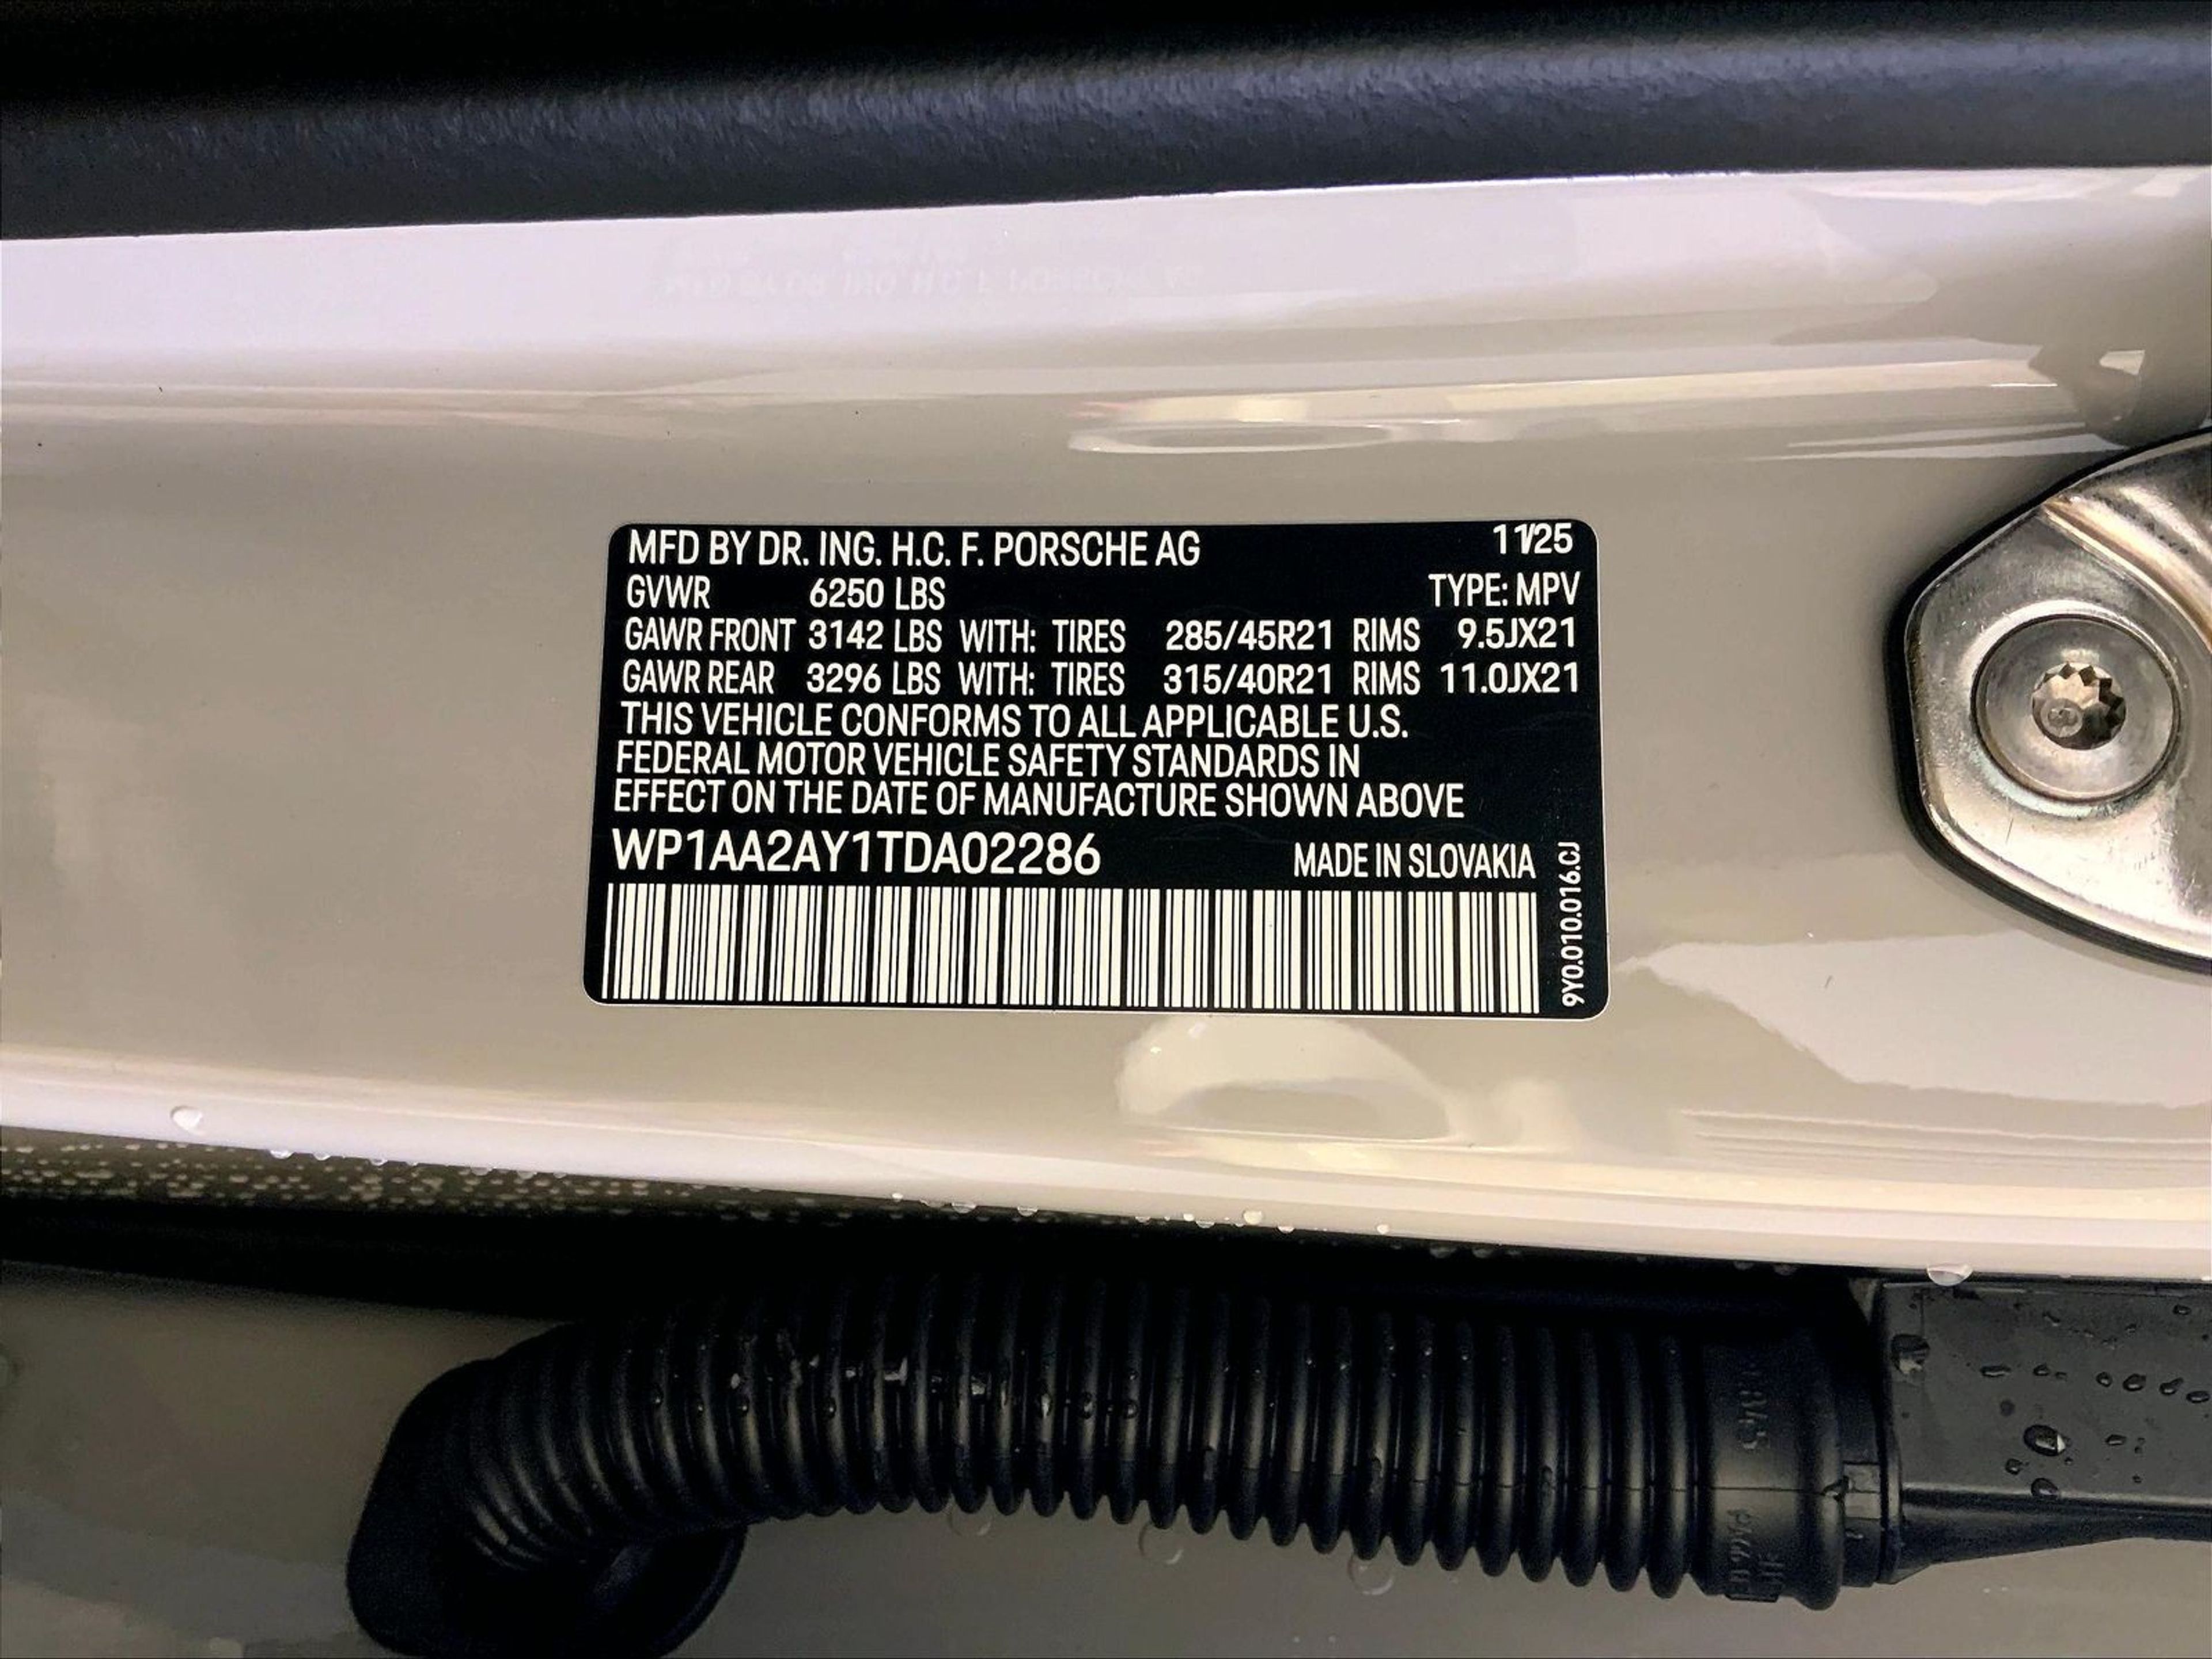 MFD BY DR. ING. H.C. F. PORSCHE AG 11/25
GVWR 6250 LBS TYPE: MPV
GAWR FRONT 3142 LBS WITH: TIRES 285/45R21 RIMS 9.5JX21
GAWR REAR 3296 LBS WITH: TIRES 315/40R21 RIMS 11.0JX21
THIS VEHICLE CONFORMS TO ALL APPLICABLE U.S.
FEDERAL MOTOR VEHICLE SAFETY STANDARDS IN
EFFECT ON THE DATE OF MANUFACTURE SHOWN ABOVE
WP1AA2AY1TDA02286 MADE IN SLOVAKIA
9Y0.010.016.CJ